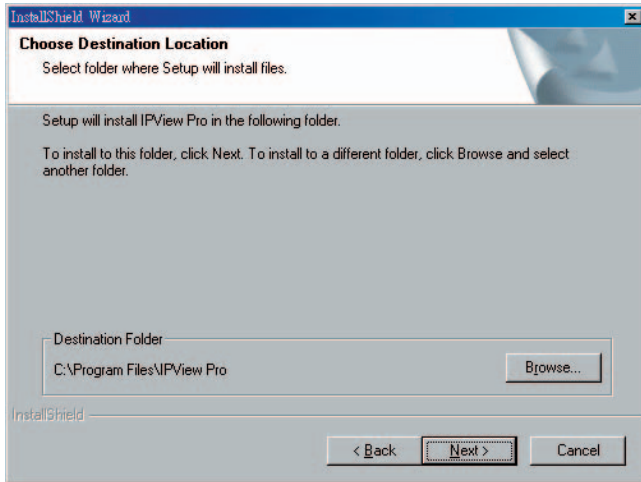 InstallShield Wizard
Choose Destination Location
Select folder where Setup will install files.
Setup will install IPView Pro in the following folder.
To install to this folder, click Next. To install to a different folder, click Browse and select
another folder.
Destination Folder
C:\Program Files\IPView Pro
Browse...
InstallShield
< Back
Next >
Cancel